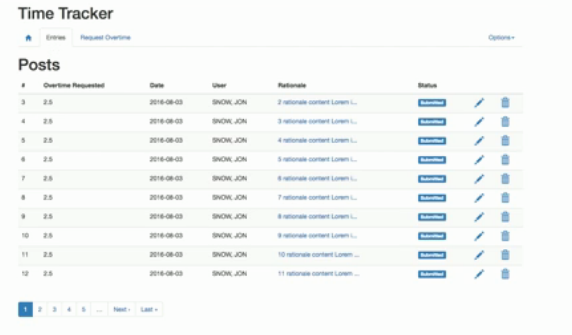 Time Tracker
Entries Request Overtime Options
Posts
# Overtime Requested Date User Rationale Status
3 2.5 2016-08-03 SNOW, JON 2 rationale content Lorem i... Submitted
4 2.5 2016-08-03 SNOW, JON 3 rationale content Lorem i... Submitted
5 2.5 2016-08-03 SNOW, JON 4 rationale content Lorem i... Submitted
6 2.5 2016-08-03 SNOW, JON 5 rationale content Lorem i... Submitted
7 2.5 2016-08-03 SNOW, JON 6 rationale content Lorem i... Submitted
8 2.5 2016-08-03 SNOW, JON 7 rationale content Lorem i... Submitted
9 2.5 2016-08-03 SNOW, JON 8 rationale content Lorem i... Submitted
10 2.5 2016-08-03 SNOW, JON 9 rationale content Lorem i... Submitted
11 2.5 2016-08-03 SNOW, JON 10 rationale content Lorem ... Submitted
12 2.5 2016-08-03 SNOW, JON 11 rationale content Lorem ... Submitted
1 2 3 4 5 ... Next › Last »